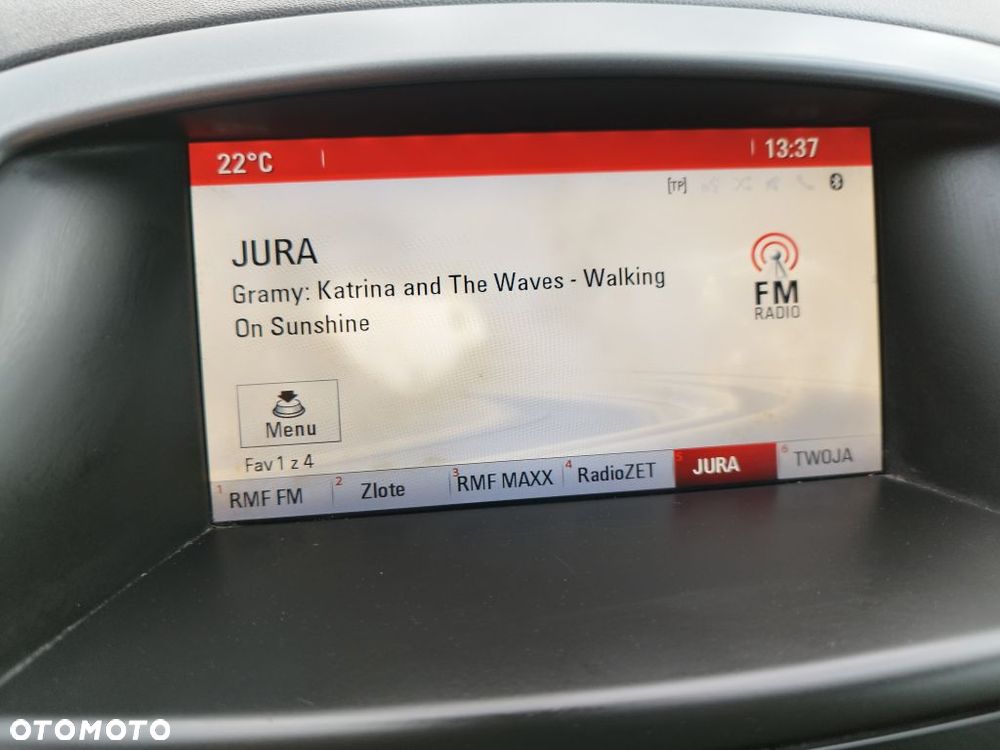 22°C 13:37
[TP]
JURA
Gramy: Katrina and The Waves - Walking
On Sunshine
FM
RADIO
Menu
Fav 1 z 4
1 RMF FM 2 Zlote 3 RMF MAXX 4 RadioZET 5 JURA 6 TWOJA
OTOMOTO